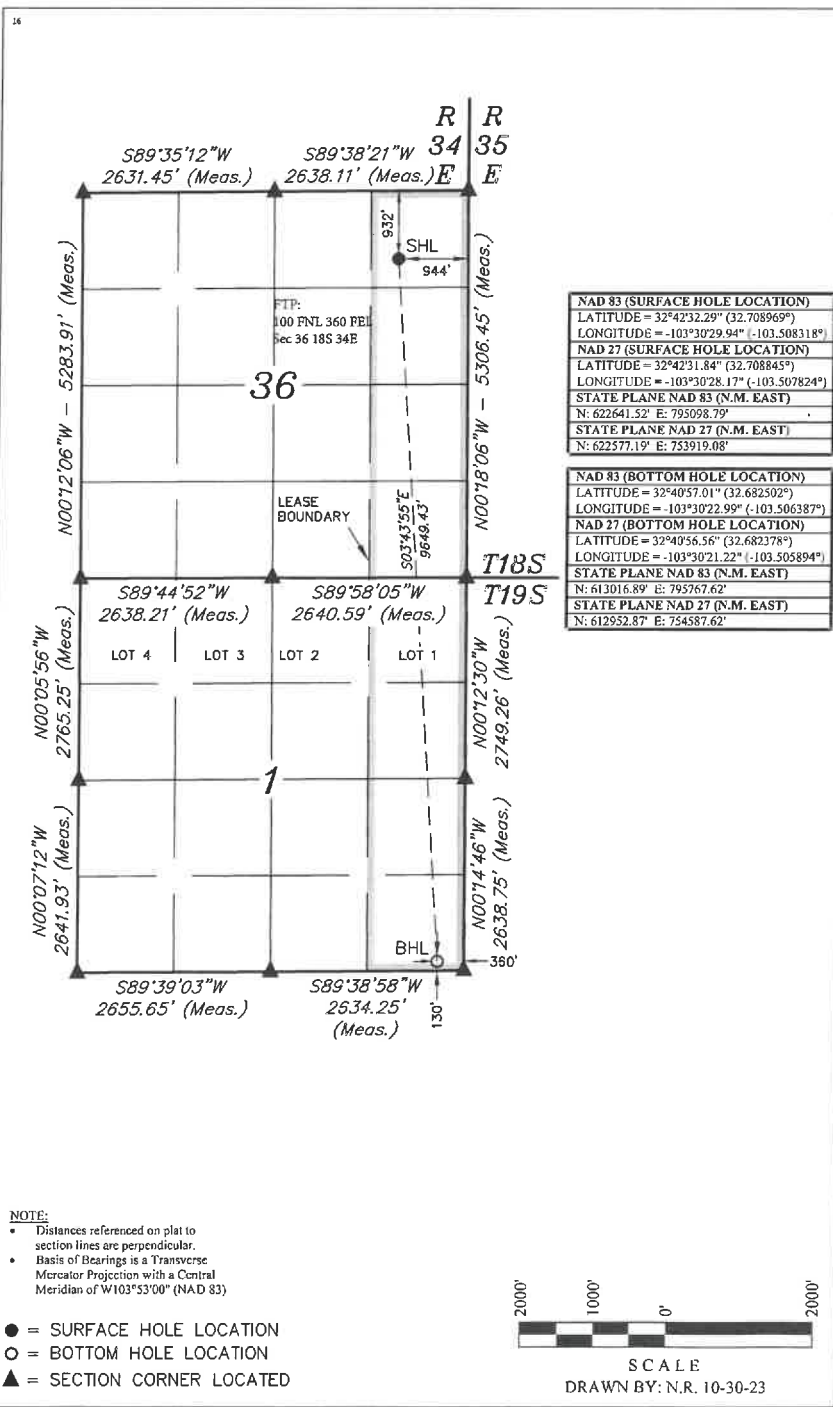 16
R R
34 35
E E
S89°35'12"W
2631.45' (Meas.)
S89°38'21"W
2638.11' (Meas.)
932'
SHL
944'
N00°12'06"W - 5283.91' (Meas.)
N00°18'06"W - 5306.45' (Meas.)
FTP:
100 FNL 360 FEL
Sec 36 18S 34E
36
LEASE
BOUNDARY
S03°43'55"E
9649.43'
T18S
T19S
S89°44'52"W
2638.21' (Meas.)
S89°58'05"W
2640.59' (Meas.)
LOT 4 LOT 3 LOT 2 LOT 1
N00°05'56"W
2765.25' (Meas.)
N00°12'30"W
2749.26' (Meas.)
1
N00°07'12"W
2641.93' (Meas.)
N00°14'46"W
2638.75' (Meas.)
BHL
360'
130'
S89°39'03"W
2655.65' (Meas.)
S89°38'58"W
2634.25'
(Meas.)
NAD 83 (SURFACE HOLE LOCATION)
LATITUDE = 32°42'32.29" (32.708969°)
LONGITUDE = -103°30'29.94" (-103.508318°)
NAD 27 (SURFACE HOLE LOCATION)
LATITUDE = 32°42'31.84" (32.708845°)
LONGITUDE = -103°30'28.17" (-103.507824°)
STATE PLANE NAD 83 (N.M. EAST)
N: 622641.52' E: 795098.79'
STATE PLANE NAD 27 (N.M. EAST)
N: 622577.19' E: 753919.08'
NAD 83 (BOTTOM HOLE LOCATION)
LATITUDE = 32°40'57.01" (32.682502°)
LONGITUDE = -103°30'22.99" (-103.506387°)
NAD 27 (BOTTOM HOLE LOCATION)
LATITUDE = 32°40'56.56" (32.682378°)
LONGITUDE = -103°30'21.22" (-103.505894°)
STATE PLANE NAD 83 (N.M. EAST)
N: 613016.89' E: 795767.62'
STATE PLANE NAD 27 (N.M. EAST)
N: 612952.87' E: 754587.62'
NOTE:
• Distances referenced on plat to
section lines are perpendicular.
• Basis of Bearings is a Transverse
Mercator Projection with a Central
Meridian of W103°53'00" (NAD 83)
● = SURFACE HOLE LOCATION
○ = BOTTOM HOLE LOCATION
▲ = SECTION CORNER LOCATED
2000' 1000' 0' 2000'
SCALE
DRAWN BY: N.R. 10-30-23